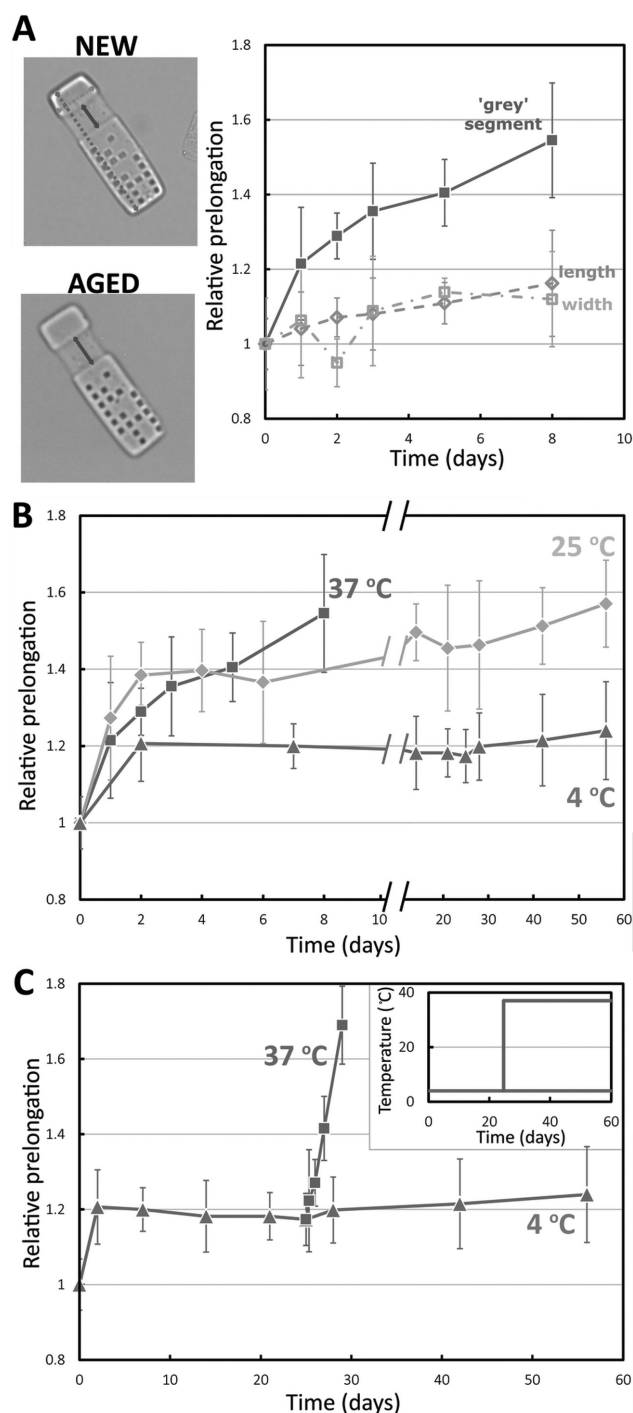 A
NEW
AGED
Relative prelongation
1.8
1.6
1.4
1.2
1
0.8
'grey'
segment
length
width
0 2 4 6 8 10
Time (days)
B
Relative prelongation
1.8
1.6
1.4
1.2
1
0.8
37 °C
25 °C
4 °C
0 2 4 6 8 10 20 30 40 50 60
Time (days)
C
Relative prelongation
1.8
1.6
1.4
1.2
1
0.8
37 °C
4 °C
Temperature (°C)
40
20
0
0 20 40 60
Time (days)
0 10 20 30 40 50 60
Time (days)